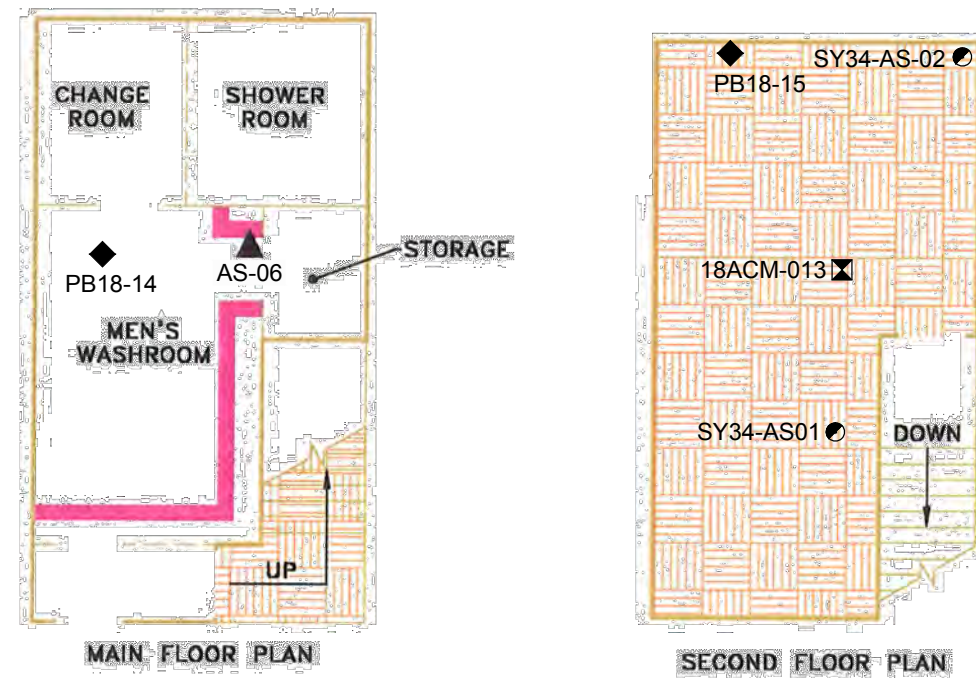 CHANGE
ROOM
SHOWER
ROOM
PB18-14
AS-06
STORAGE
MEN'S
WASHROOM
UP
MAIN FLOOR PLAN
SY34-AS-02
PB18-15
18ACM-013
SY34-AS01
DOWN
SECOND FLOOR PLAN